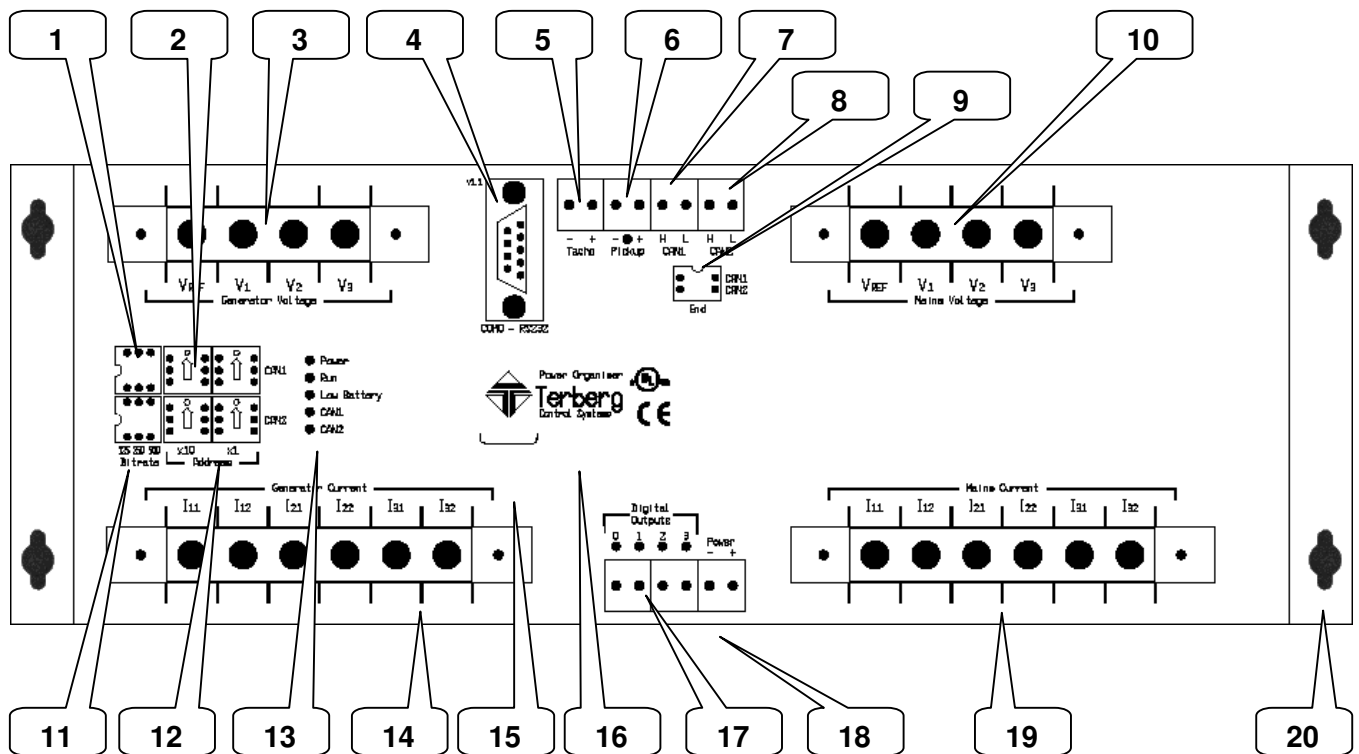 1 2 3 4 5 6 7 10
8 9
V1.1
- + - + H L H L
Tacho Pickup CAN1 CAN2
VREF V1 V2 V3
Generator Voltage
CAN1
CAN2
End
VREF V1 V2 V3
Mains Voltage
COM0 - RS232
CAN1
CAN2
125 250 500
Bitrate
x10 x1
Address
Power
Run
Low Battery
CAN1
CAN2
Power Organiser
Terberg
Control Systems
UL
CE
Generator Current
I11 I12 I21 I22 I31 I32
Digital
Outputs
0 1 2 3
Power
- +
Mains Current
I11 I12 I21 I22 I31 I32
11 12 13 14 15 16 17 18 19 20